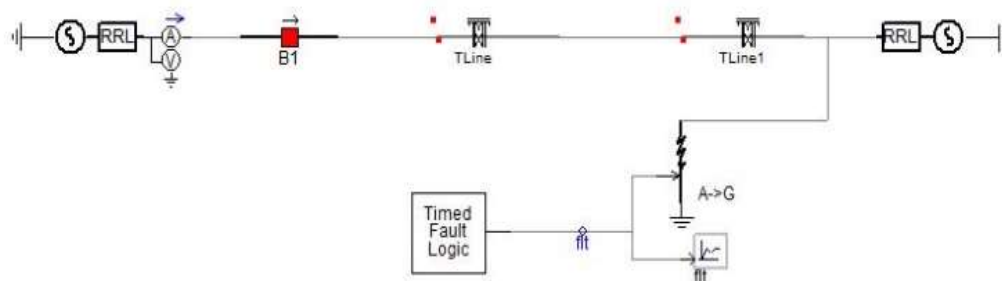 RRL
A
V
B1
TLine
TLine1
RRL
A->G
Timed
Fault
Logic
flt
flt